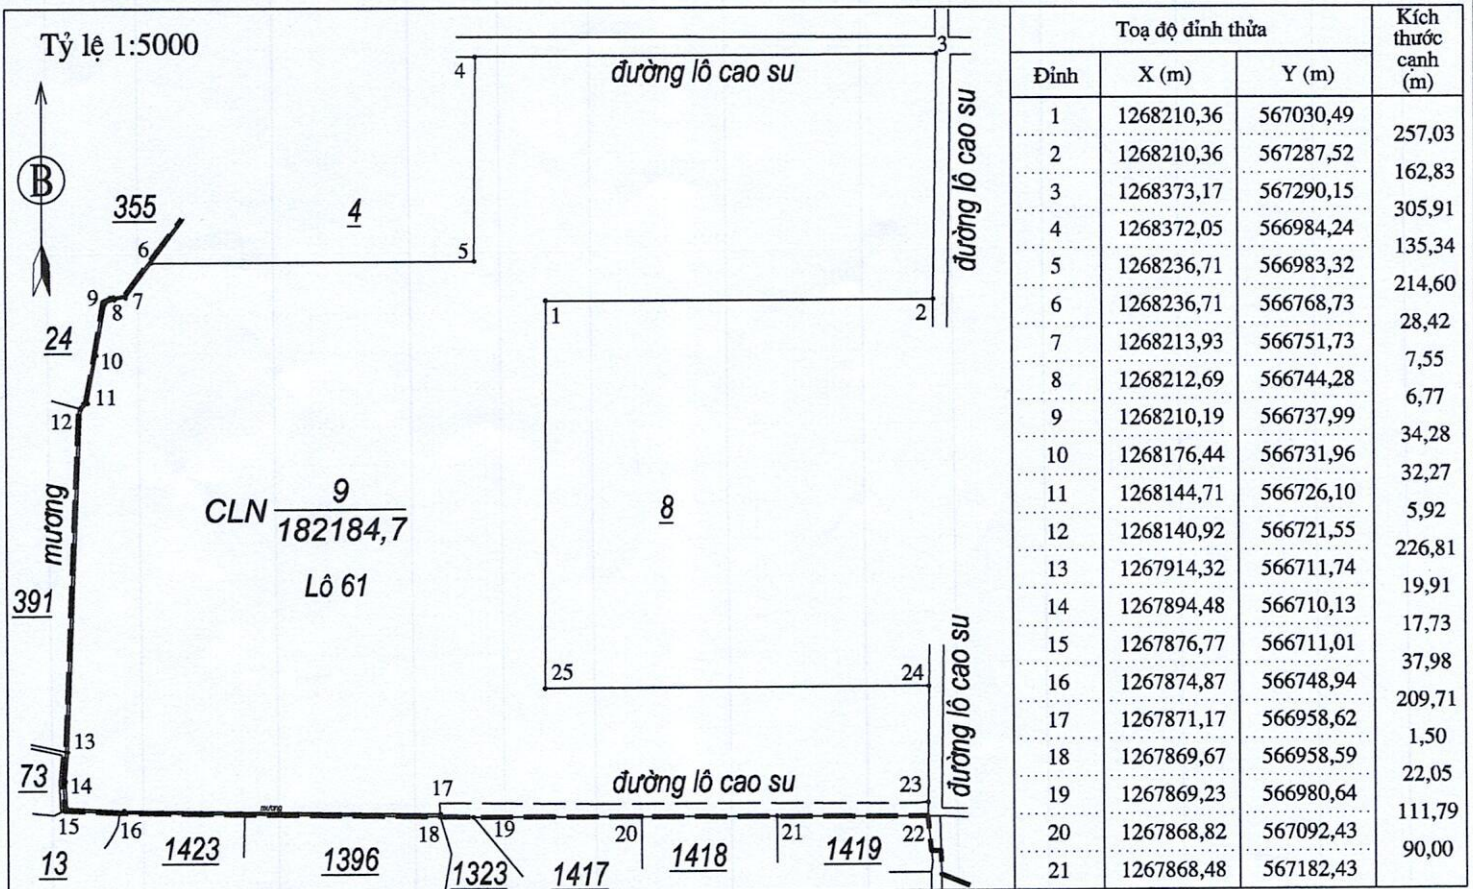 Tỷ lệ 1:5000
B
3
4
đường lô cao su
đường lô cao su
355
4
6
5
9
8
7
1
2
24
10
11
12
mương
CLN 9
182184,7
8
Lô 61
391
25
24
đường lô cao su
13
73
14
17
đường lô cao su
23
mương
15
16
18
19
20
21
22
13
1423
1396
1323
1417
1418
1419
Toạ độ đỉnh thửa
Kích thước cạnh (m)
Đỉnh X (m) Y (m)
1 1268210,36 567030,49
257,03
2 1268210,36 567287,52
162,83
3 1268373,17 567290,15
305,91
4 1268372,05 566984,24
135,34
5 1268236,71 566983,32
214,60
6 1268236,71 566768,73
28,42
7 1268213,93 566751,73
7,55
8 1268212,69 566744,28
6,77
9 1268210,19 566737,99
34,28
10 1268176,44 566731,96
32,27
11 1268144,71 566726,10
5,92
12 1268140,92 566721,55
226,81
13 1267914,32 566711,74
19,91
14 1267894,48 566710,13
17,73
15 1267876,77 566711,01
37,98
16 1267874,87 566748,94
209,71
17 1267871,17 566958,62
1,50
18 1267869,67 566958,59
22,05
19 1267869,23 566980,64
111,79
20 1267868,82 567092,43
90,00
21 1267868,48 567182,43